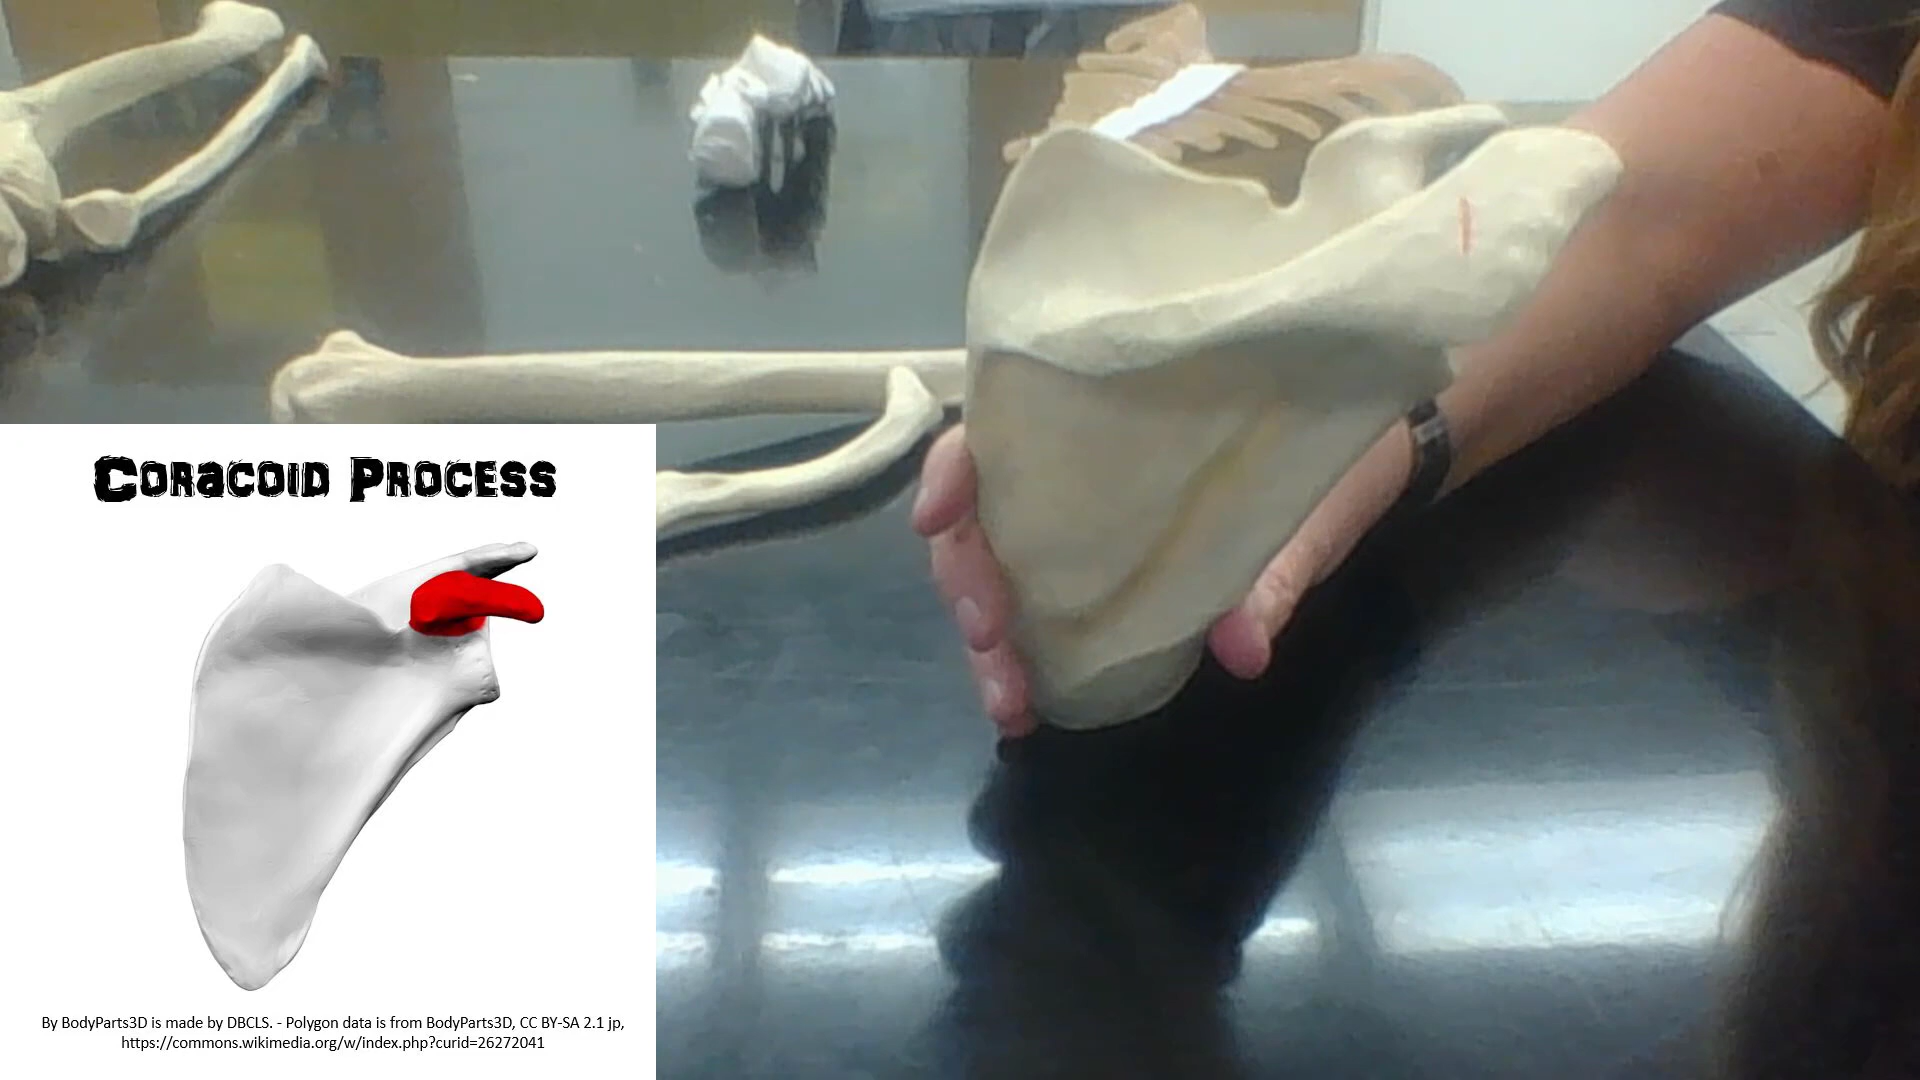 Coracoid Process
By BodyParts3D is made by DBCLS. - Polygon data is from BodyParts3D, CC BY-SA 2.1 jp,
https://commons.wikimedia.org/w/index.php?curid=26272041